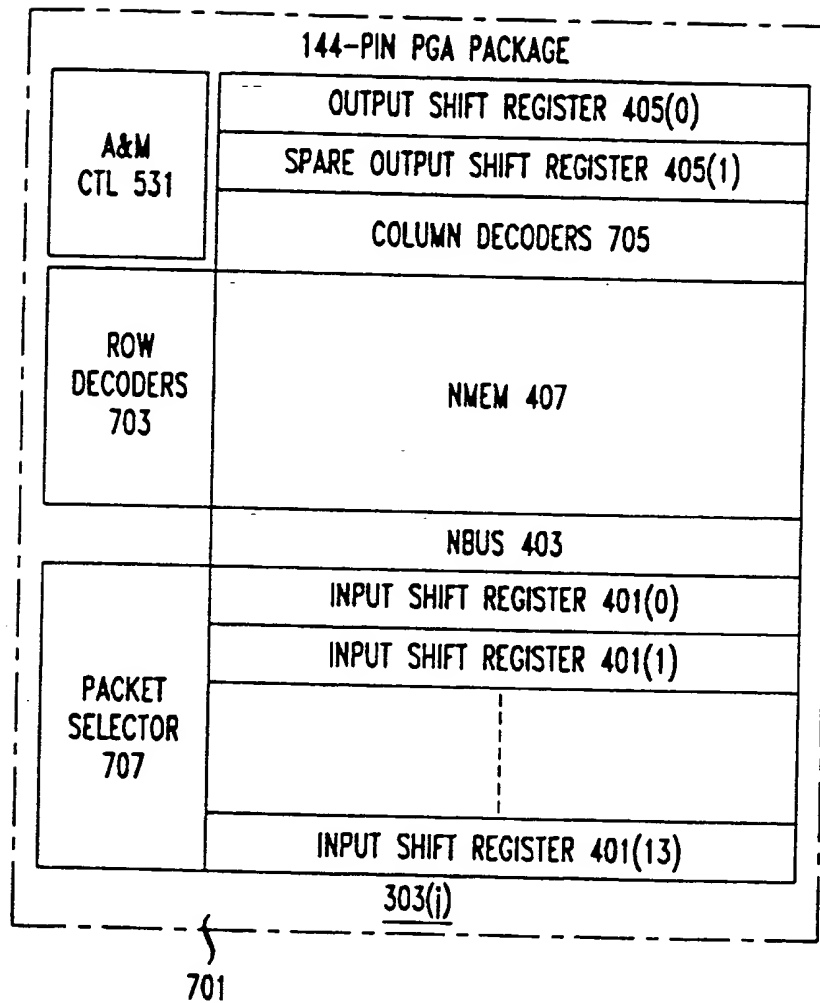 144-PIN PGA PACKAGE
A&M
CTL 531
OUTPUT SHIFT REGISTER 405(0)
SPARE OUTPUT SHIFT REGISTER 405(1)
COLUMN DECODERS 705
ROW
DECODERS
703
NMEM 407
NBUS 403
PACKET
SELECTOR
707
INPUT SHIFT REGISTER 401(0)
INPUT SHIFT REGISTER 401(1)
INPUT SHIFT REGISTER 401(13)
303(j)
701